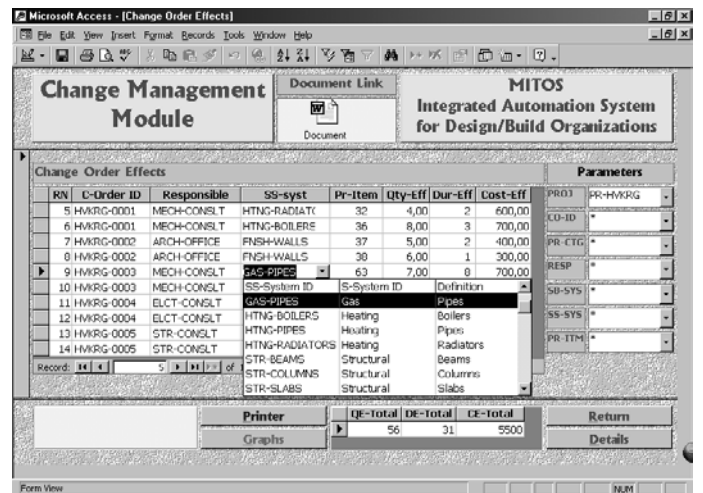 Microsoft Access - [Change Order Effects]
File Edit View Insert Format Records Tools Window Help
Change Management Module
Document Link
Document
MITOS
Integrated Automation System
for Design/Build Organizations
Change Order Effects
Parameters
RN C-Order ID Responsible SS-syst Pr-Item Qty-Eff Dur-Eff Cost-Eff
5 HVKRG-0001 MECH-CONSLT HTNG-RADIAT( 32 4,00 2 600,00
6 HVKRG-0001 MECH-CONSLT HTNG-BOILERS 36 8,00 3 700,00
7 HVKRG-0002 ARCH-OFFICE FNSH-WALLS 37 5,00 2 400,00
8 HVKRG-0002 ARCH-OFFICE FNSH-WALLS 38 6,00 1 300,00
9 HVKRG-0003 MECH-CONSLT GAS-PIPES 63 7,00 8 700,00
10 HVKRG-0003 MECH-CONSLT SS-System ID S-System ID Definition
11 HVKRG-0004 ELCT-CONSLT GAS-PIPES Gas Pipes
12 HVKRG-0004 ELCT-CONSLT HTNG-BOILERS Heating Boilers
13 HVKRG-0005 STR-CONSLT HTNG-PIPES Heating Pipes
14 HVKRG-0005 STR-CONSLT HTNG-RADIATORS Heating Radiators
STR-BEAMS Structural Beams
STR-COLUMNS Structural Columns
STR-SLABS Structural Slabs
Record: 5 of
PROJ PR-HVKRG
CO-ID *
PR-CTG *
RESP *
SB-SYS *
SS-SYS *
PR-ITM *
Printer
Graphs
QE-Total DE-Total CE-Total
56 31 5500
Return
Details
Form View
NUM